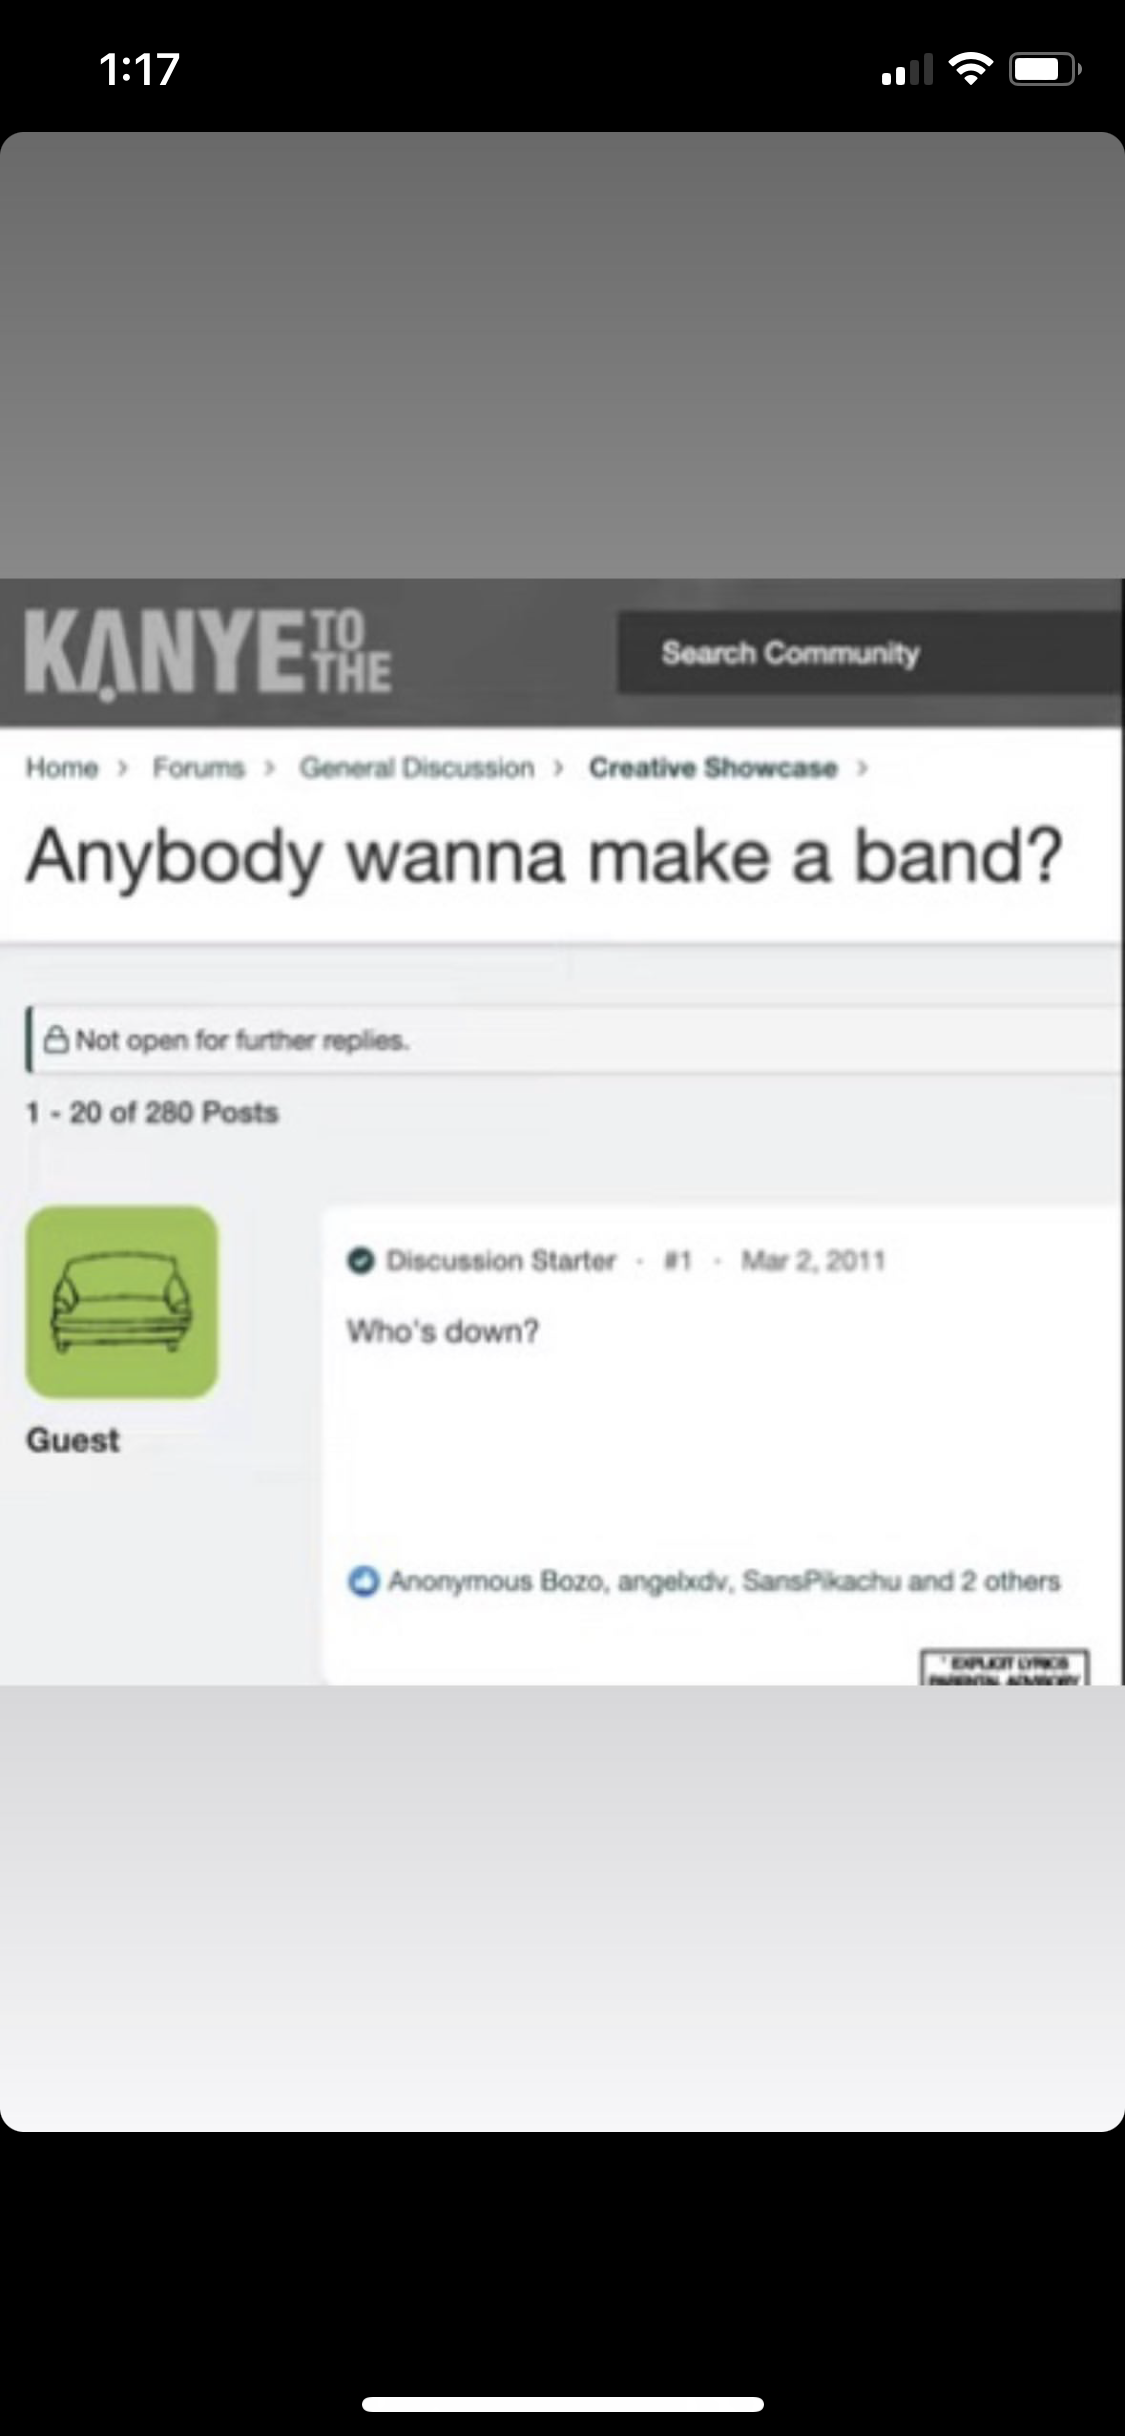 1:17
KANYE TO THE
Search Community
Home > Forums > General Discussion > Creative Showcase >
Anybody wanna make a band?
Not open for further replies.
1 - 20 of 280 Posts
Discussion Starter · #1 · Mar 2, 2011
Who's down?
Guest
Anonymous Bozo, angelxdv, SansPikachu and 2 others
EXPLICIT LYRICS
PARENTAL ADVISORY